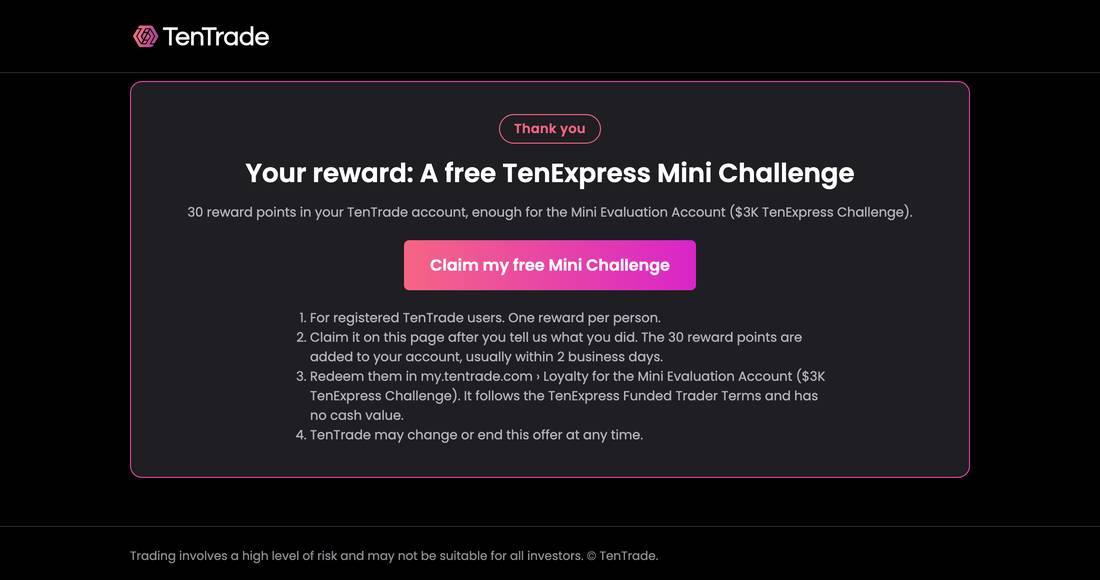 TenTrade
Thank you
Your reward: A free TenExpress Mini Challenge
30 reward points in your TenTrade account, enough for the Mini Evaluation Account ($3K TenExpress Challenge).
Claim my free Mini Challenge
1. For registered TenTrade users. One reward per person.
2. Claim it on this page after you tell us what you did. The 30 reward points are
added to your account, usually within 2 business days.
3. Redeem them in my.tentrade.com › Loyalty for the Mini Evaluation Account ($3K
TenExpress Challenge). It follows the TenExpress Funded Trader Terms and has
no cash value.
4. TenTrade may change or end this offer at any time.
Trading involves a high level of risk and may not be suitable for all investors. © TenTrade.